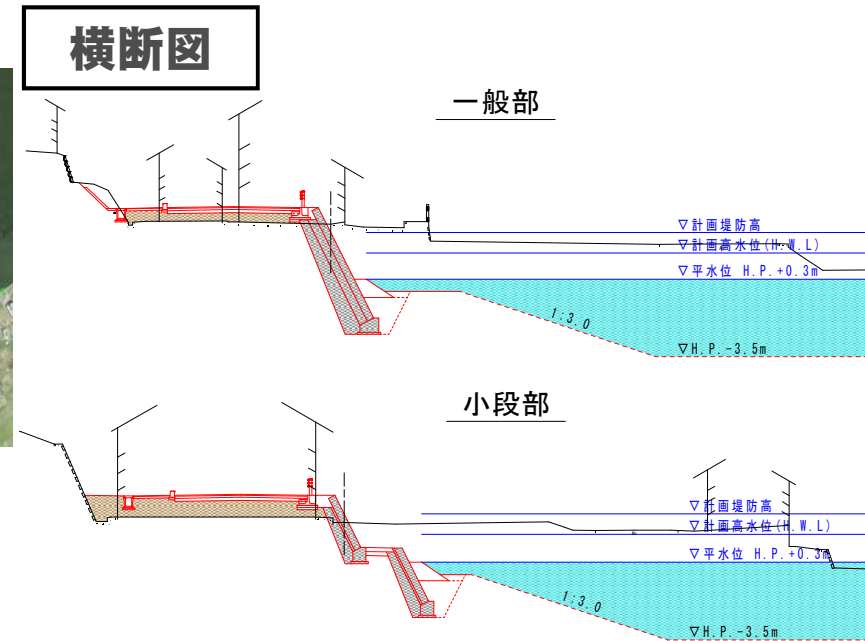 横断図
一般部
▽計画堤防高
▽計画高水位(H.W.L)
▽平水位 H.P.+0.3m
1:3.0
▽H.P.-3.5m
小段部
▽計画堤防高
▽計画高水位(H.W.L)
▽平水位 H.P.+0.3m
1:3.0
▽H.P.-3.5m